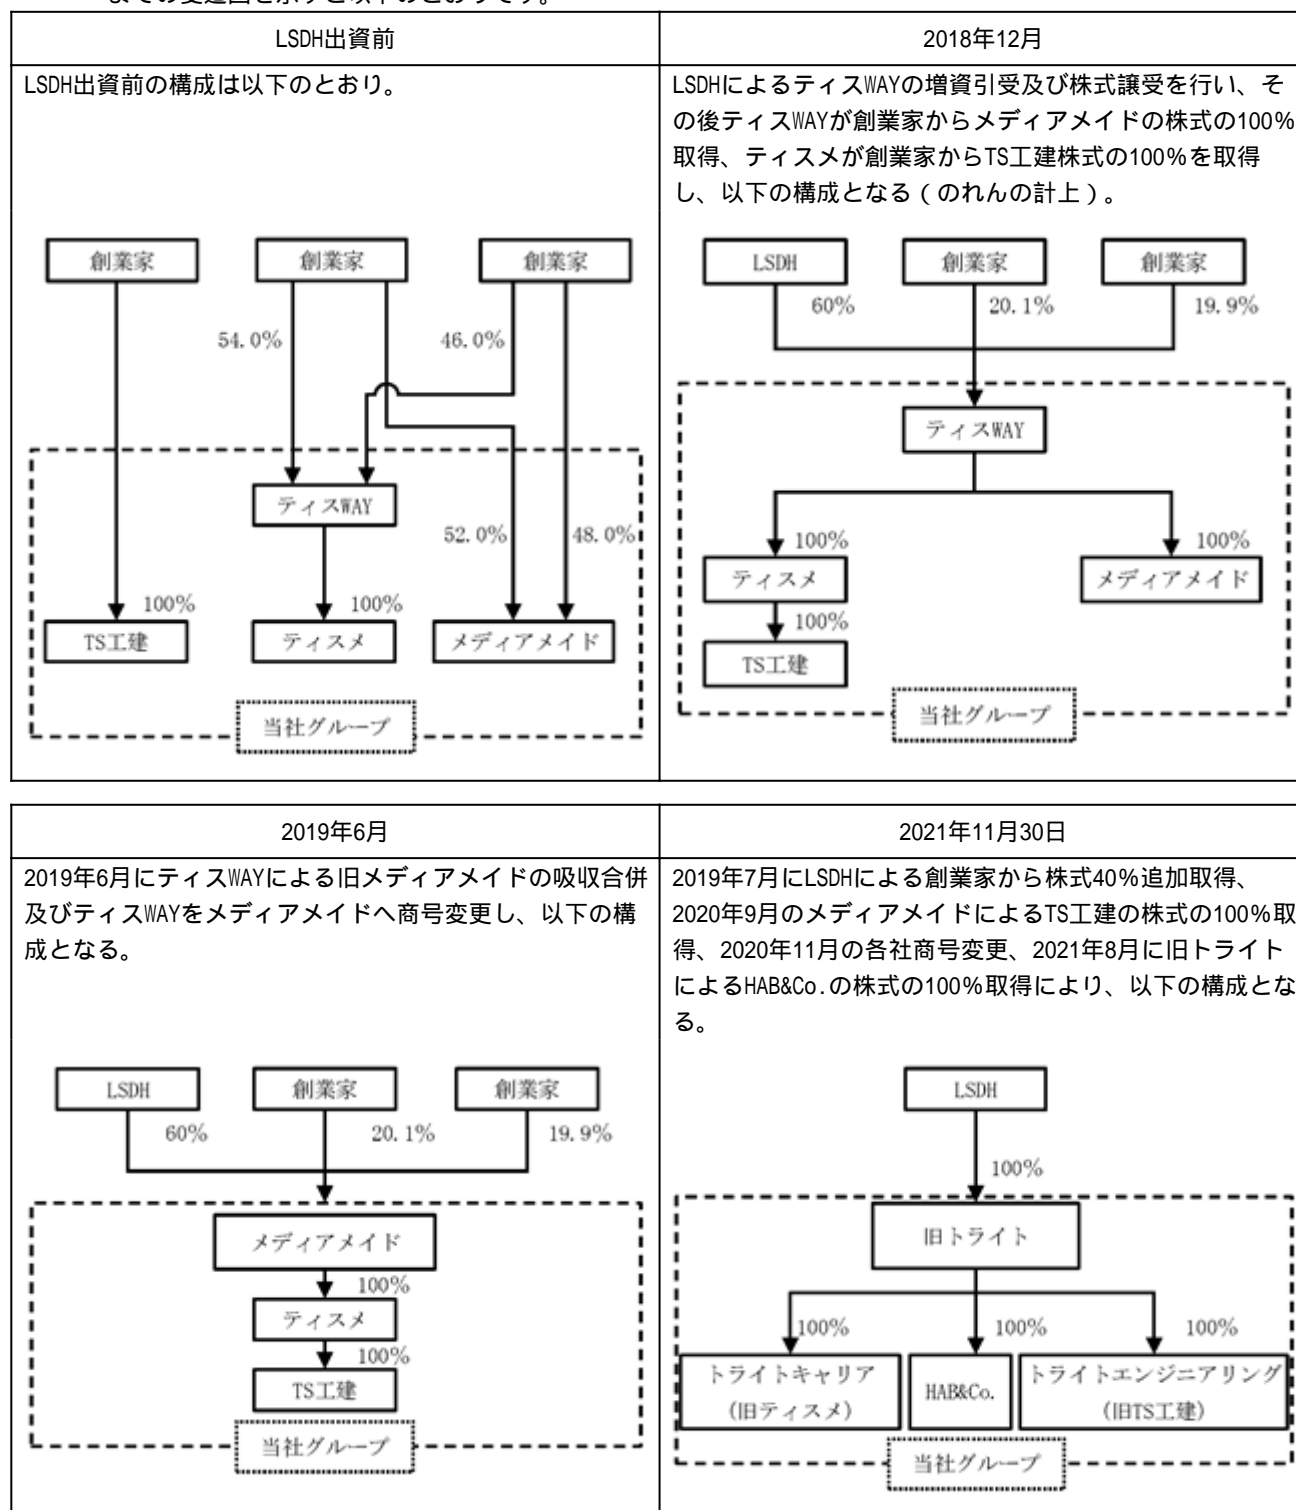 までの変遷図を示すと以下のとおりです。
LSDH出資前
2018年12月
LSDH出資前の構成は以下のとおり。
LSDHによるティスWAYの増資引受及び株式譲受を行い、そ
の後ティスWAYが創業家からメディアメイドの株式の100%
取得、ティスメが創業家からTS工建株式の100%を取得
し、以下の構成となる(のれんの計上)。
創業家
創業家
創業家
54.0%
46.0%
ティスWAY
52.0%
48.0%
100%
100%
TS工建
ティスメ
メディアメイド
当社グループ
LSDH
創業家
創業家
60%
20.1%
19.9%
ティスWAY
100%
100%
ティスメ
メディアメイド
100%
TS工建
当社グループ
2019年6月
2021年11月30日
2019年6月にティスWAYによる旧メディアメイドの吸収合併
及びティスWAYをメディアメイドへ商号変更し、以下の構
成となる。
2019年7月にLSDHによる創業家から株式40%追加取得、
2020年9月のメディアメイドによるTS工建の株式の100%取
得、2020年11月の各社商号変更、2021年8月に旧トライト
によるHAB&Co.の株式の100%取得により、以下の構成とな
る。
LSDH
創業家
創業家
60%
20.1%
19.9%
メディアメイド
100%
ティスメ
100%
TS工建
当社グループ
LSDH
100%
旧トライト
100%
100%
100%
トライトキャリア
(旧ティスメ)
HAB&Co.
トライトエンジニアリング
(旧TS工建)
当社グループ